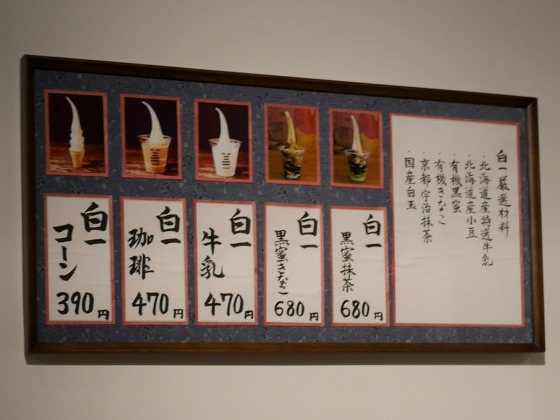 白一厳選材料
・北海道産特選牛乳
・北海道産小豆
・有機黒蜜
・有機きなこ
・京都宇治抹茶
・国産白玉
白一
黒蜜抹茶
680円
白一
黒蜜きなこ
680円
白一
牛乳
470円
白一
珈琲
470円
白一
コーン
390円